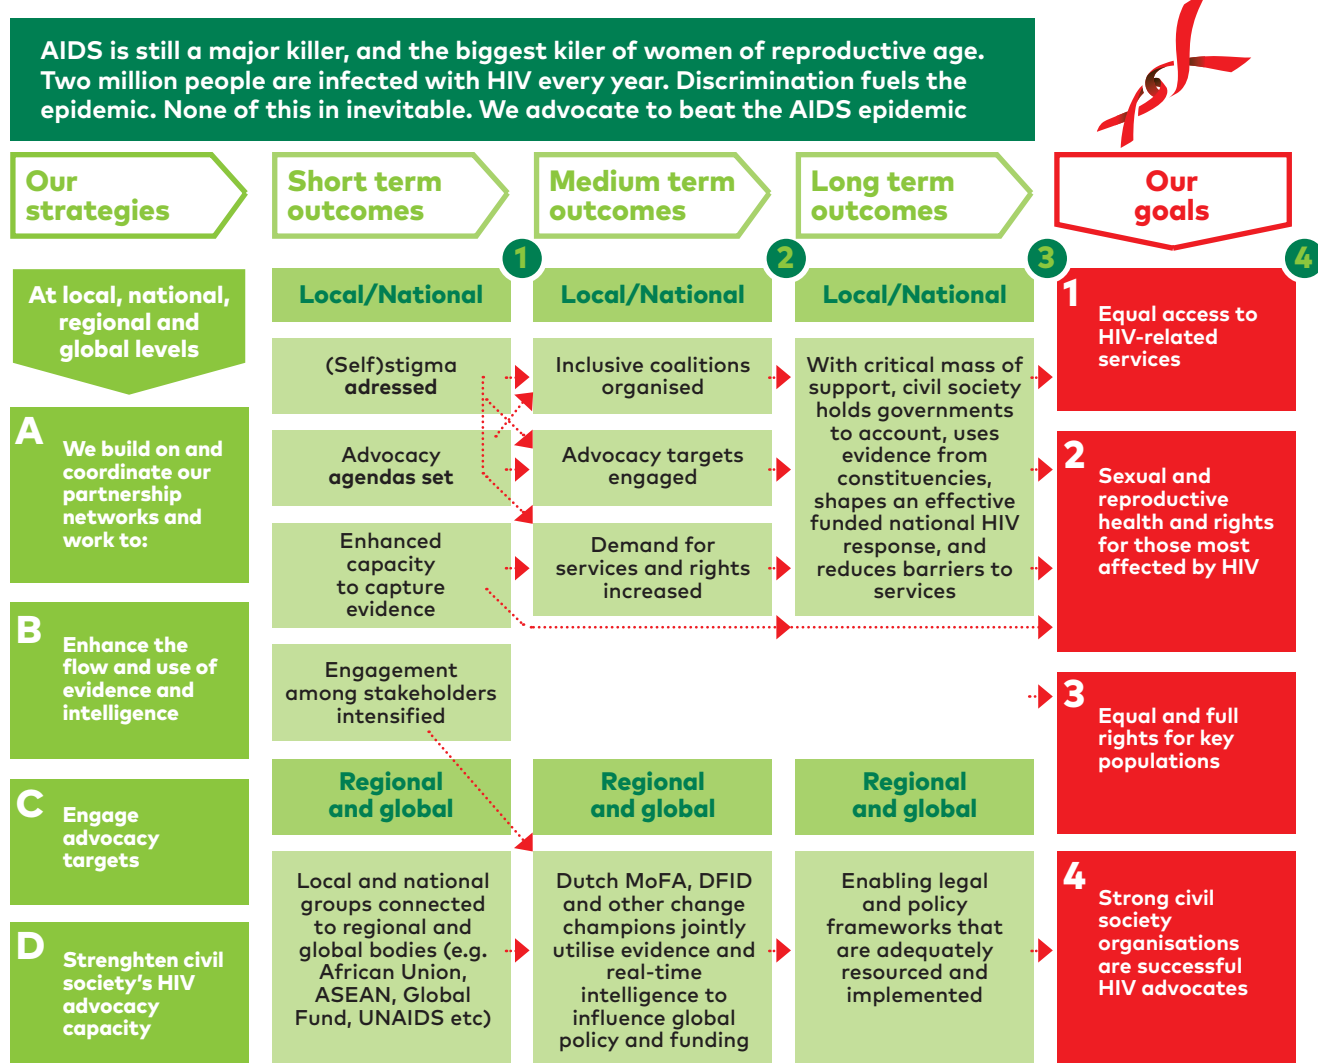 AIDS is still a major killer, and the biggest kiler of women of reproductive age.
Two million people are infected with HIV every year. Discrimination fuels the
epidemic. None of this in inevitable. We advocate to beat the AIDS epidemic
Our
strategies
Short term
outcomes
Medium term
outcomes
Long term
outcomes
Our
goals
1
2
3
4
At local, national,
regional and
global levels
A
We build on and
coordinate our
partnership
networks and
work to:
B
Enhance the
flow and use of
evidence and
intelligence
C
Engage
advocacy
targets
D
Strenghten civil
society's HIV
advocacy
capacity
Local/National
(Self)stigma
adressed
Advocacy
agendas set
Enhanced
capacity
to capture
evidence
Engagement
among stakeholders
intensified
Regional
and global
Local and national
groups connected
to regional and
global bodies (e.g.
African Union,
ASEAN, Global
Fund, UNAIDS etc)
Local/National
Inclusive coalitions
organised
Advocacy targets
engaged
Demand for
services and rights
increased
Regional
and global
Dutch MoFA, DFID
and other change
champions jointly
utilise evidence and
real-time
intelligence to
influence global
policy and funding
Local/National
With critical mass of
support, civil society
holds governments
to account, uses
evidence from
constituencies,
shapes an effective
funded national HIV
response, and
reduces barriers to
services
Regional
and global
Enabling legal
and policy
frameworks that
are adequately
resourced and
implemented
1
Equal access to
HIV-related
services
2
Sexual and
reproductive
health and rights
for those most
affected by HIV
3
Equal and full
rights for key
populations
4
Strong civil
society
organisations
are successful
HIV advocates